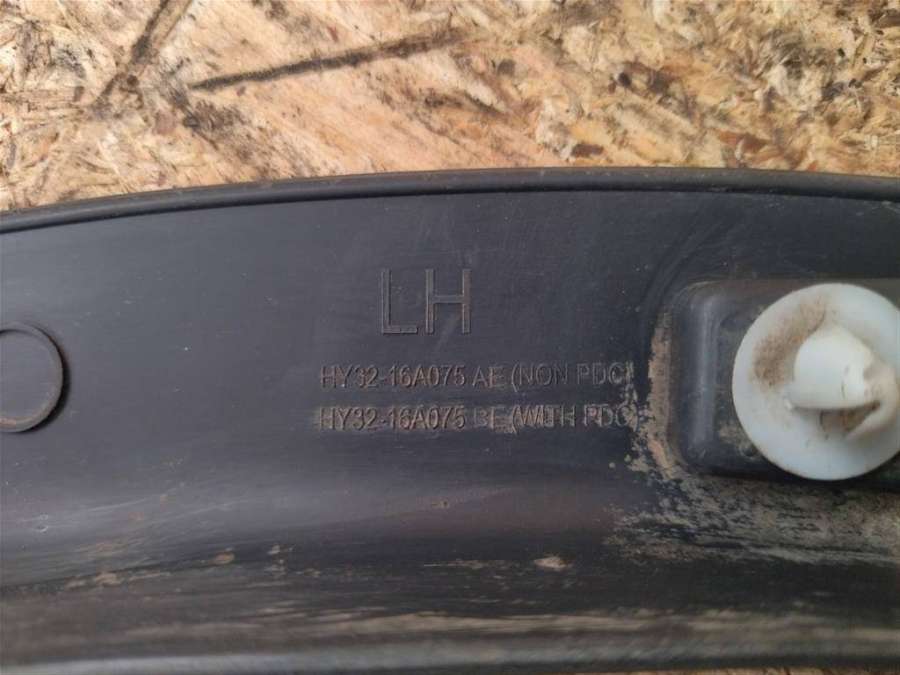 LH
HY32-16A075 AE (NON PDC)
HY32-16A075 BE (WITH PDC)